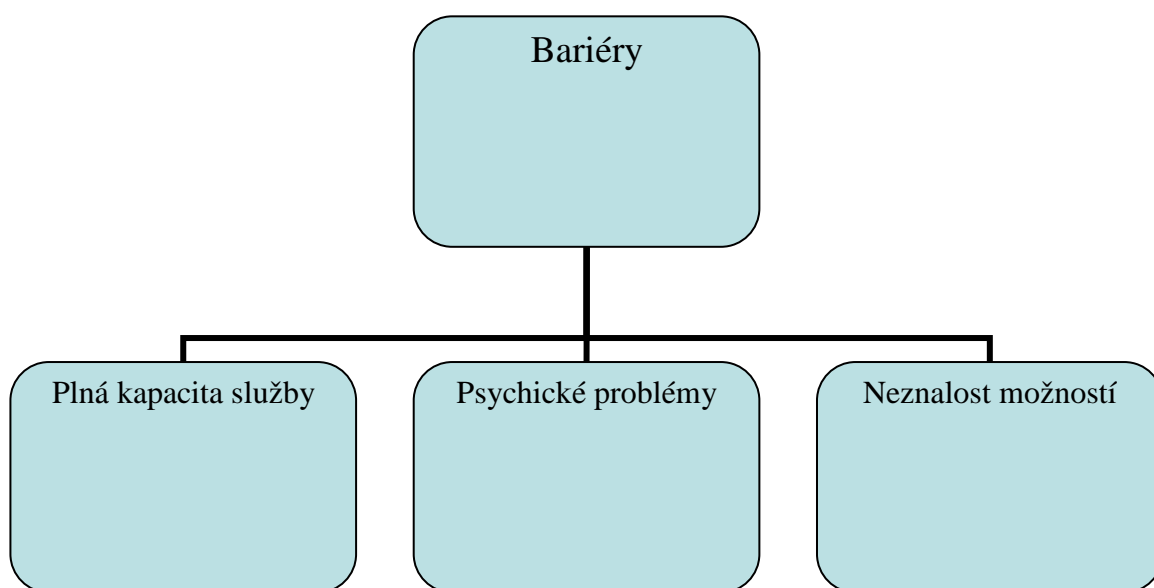 Bariéry
Plná kapacita služby
Psychické problémy
Neznalost možností